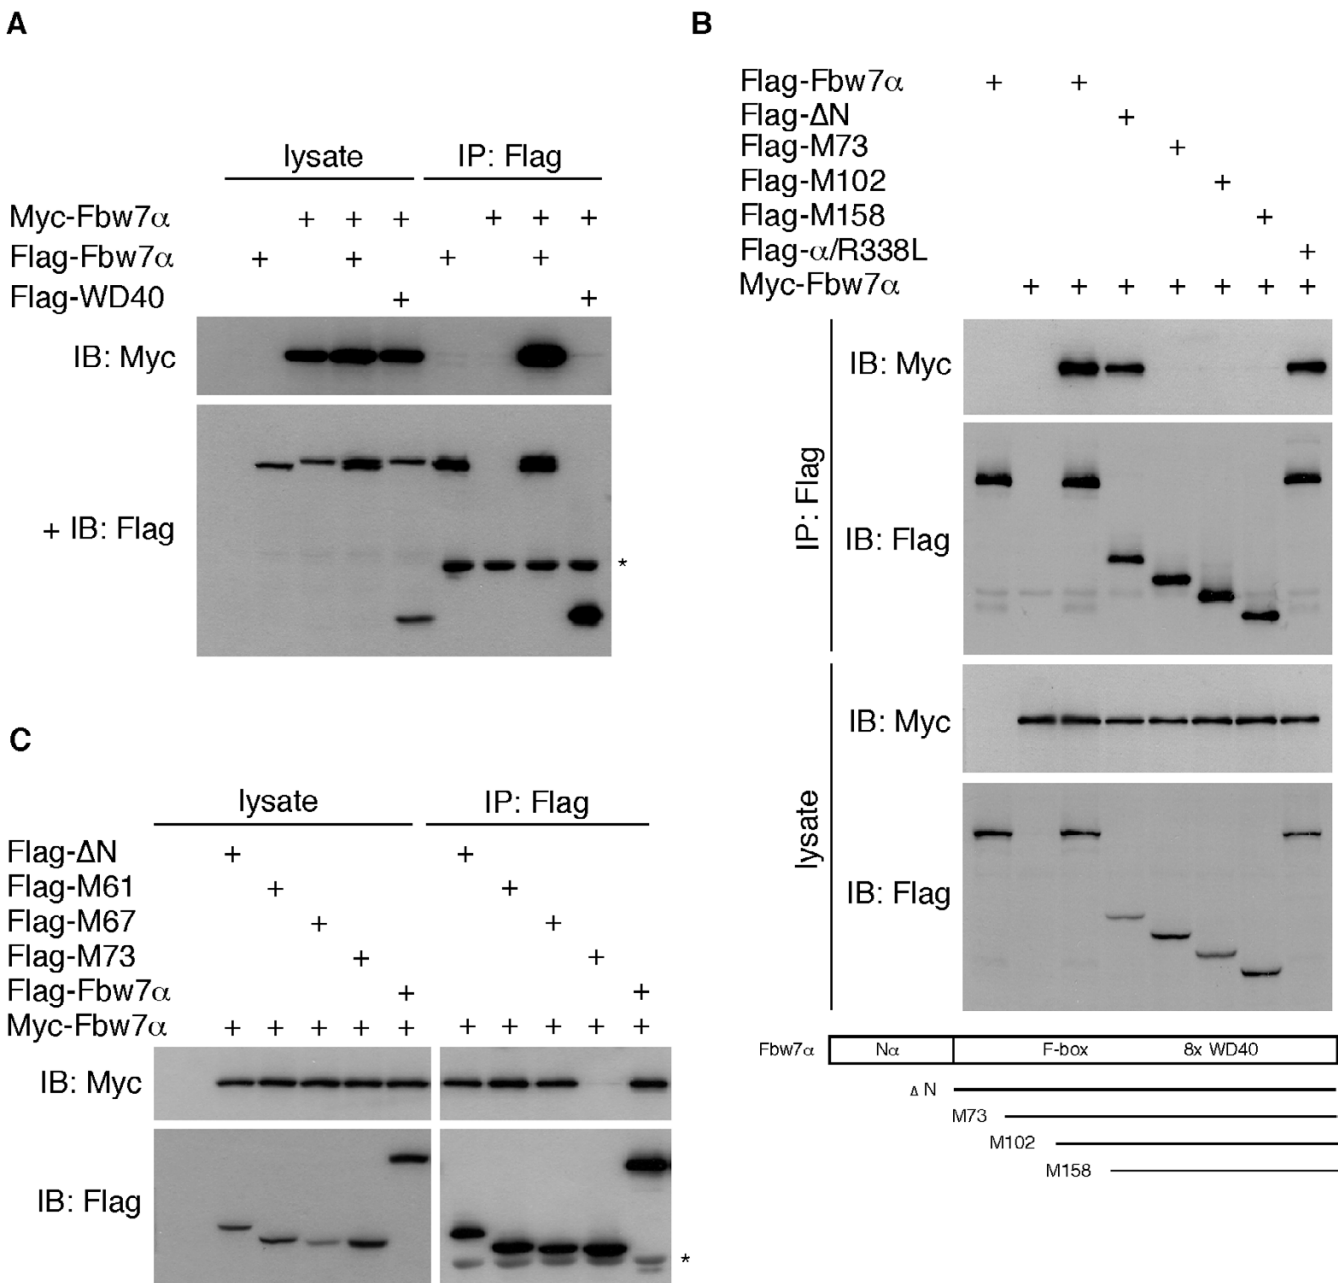 A
lysate IP: Flag
Myc-Fbw7α + + + + + +
Flag-Fbw7α + + + +
Flag-WD40 + +
IB: Myc
+ IB: Flag
*
B
Flag-Fbw7α + +
Flag-ΔN +
Flag-M73 +
Flag-M102 +
Flag-M158 +
Flag-α/R338L +
Myc-Fbw7α + + + + + + +
IP: Flag
IB: Myc
IB: Flag
lysate
IB: Myc
IB: Flag
Fbw7α Nα F-box 8x WD40
Δ N
M73
M102
M158
C
lysate IP: Flag
Flag-ΔN + +
Flag-M61 + +
Flag-M67 + +
Flag-M73 + +
Flag-Fbw7α + +
Myc-Fbw7α + + + + + + + + + +
IB: Myc
IB: Flag
*